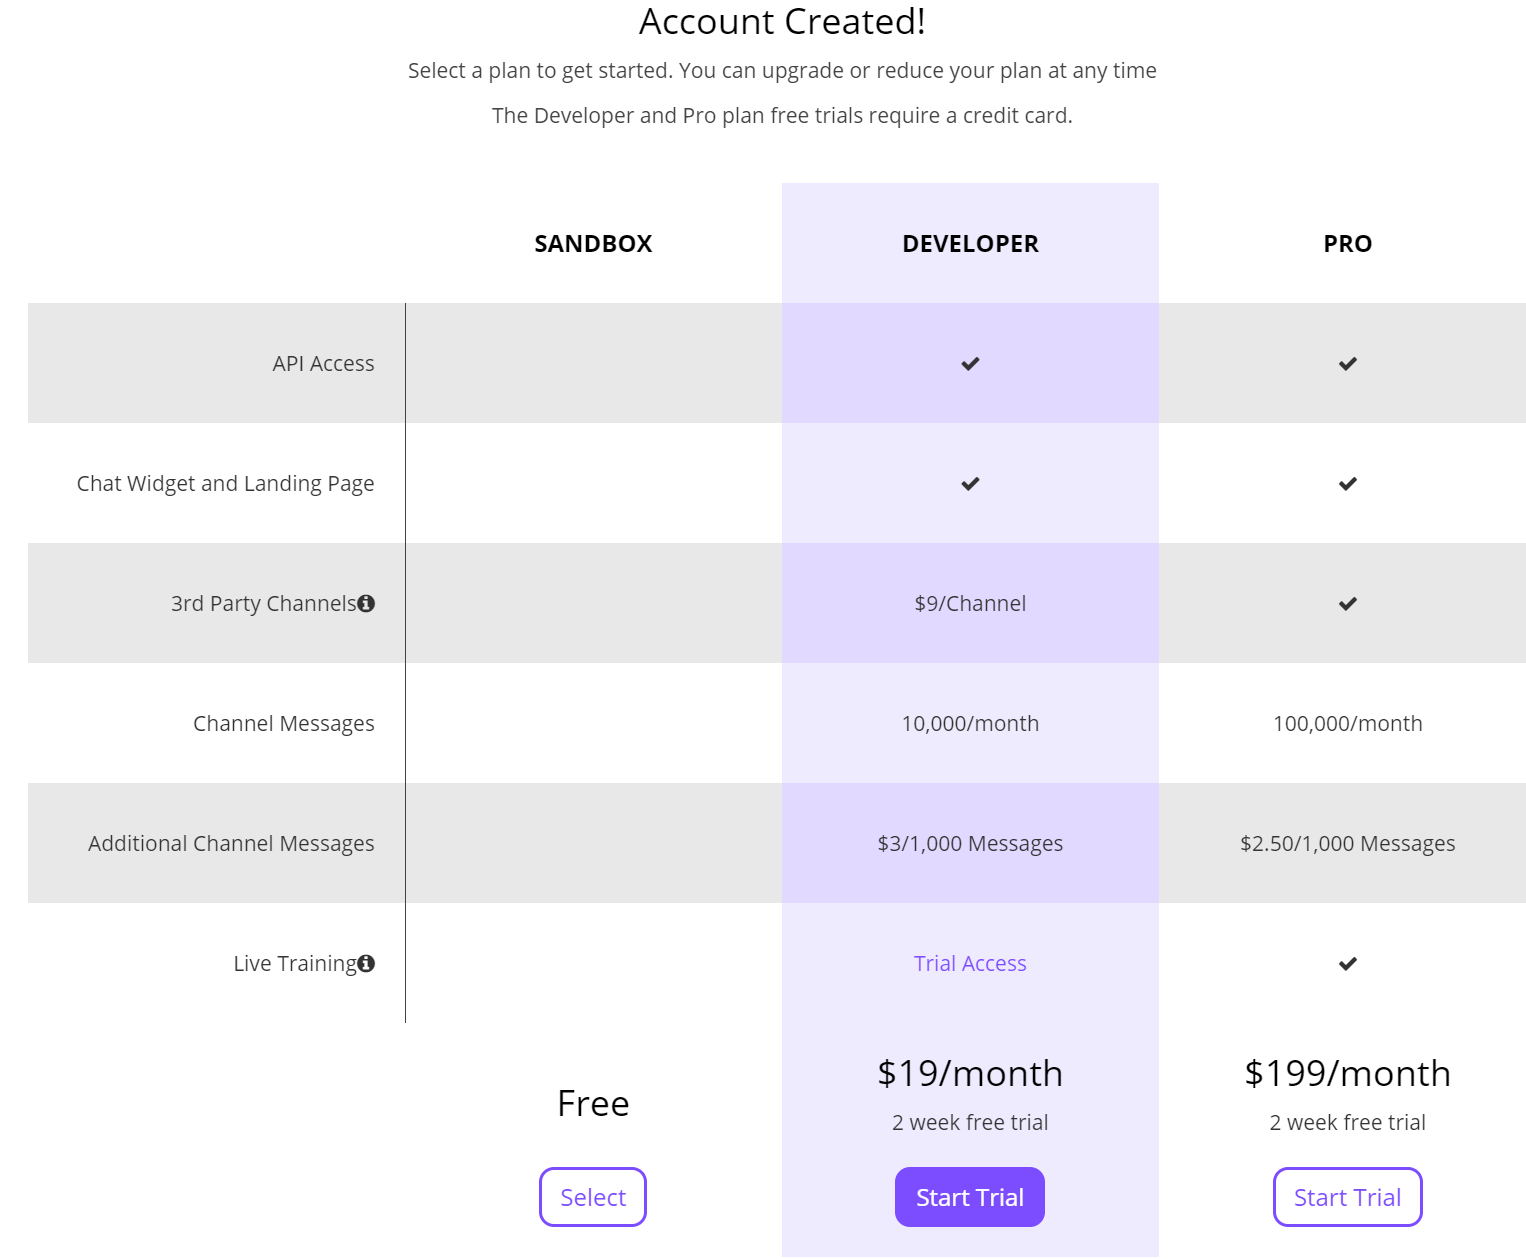 Account Created!
Select a plan to get started. You can upgrade or reduce your plan at any time
The Developer and Pro plan free trials require a credit card.
SANDBOX DEVELOPER PRO
API Access ✔ ✔
Chat Widget and Landing Page ✔ ✔
3rd Party Channels $9/Channel ✔
Channel Messages 10,000/month 100,000/month
Additional Channel Messages $3/1,000 Messages $2.50/1,000 Messages
Live Training Trial Access ✔
Free $19/month $199/month
2 week free trial 2 week free trial
Select Start Trial Start Trial